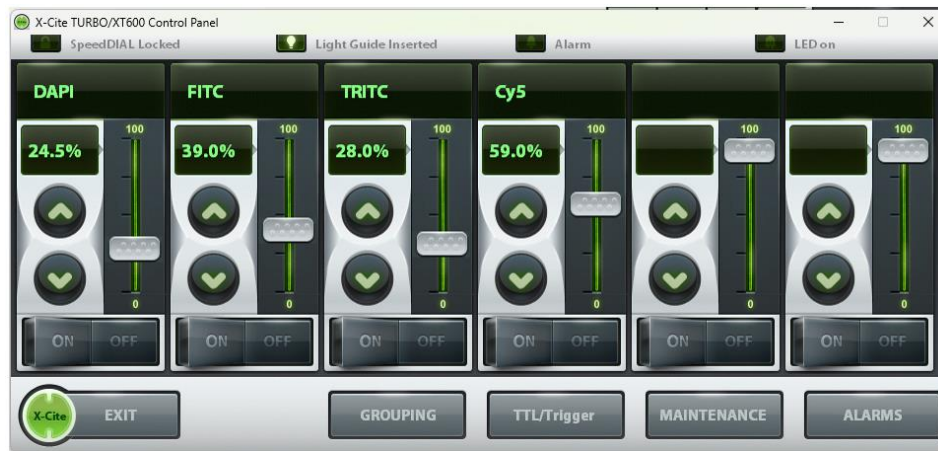 X-Cite TURBO/XT600 Control Panel
SpeedDIAL Locked
Light Guide Inserted
Alarm
LED on
DAPI
FITC
TRITC
Cy5
24.5%
100
0
39.0%
100
0
28.0%
100
0
59.0%
100
0
100
0
100
0
ON OFF
ON OFF
ON OFF
ON OFF
ON OFF
ON OFF
X-Cite
EXIT
GROUPING
TTL/Trigger
MAINTENANCE
ALARMS